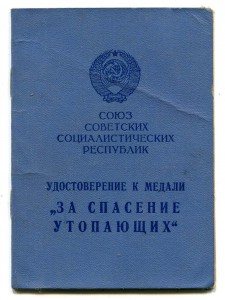 СОЮЗ
СОВЕТСКИХ
СОЦИАЛИСТИЧЕСКИХ
РЕСПУБЛИК
УДОСТОВЕРЕНИЕ К МЕДАЛИ
„ЗА СПАСЕНИЕ
УТОПАЮЩИХ“